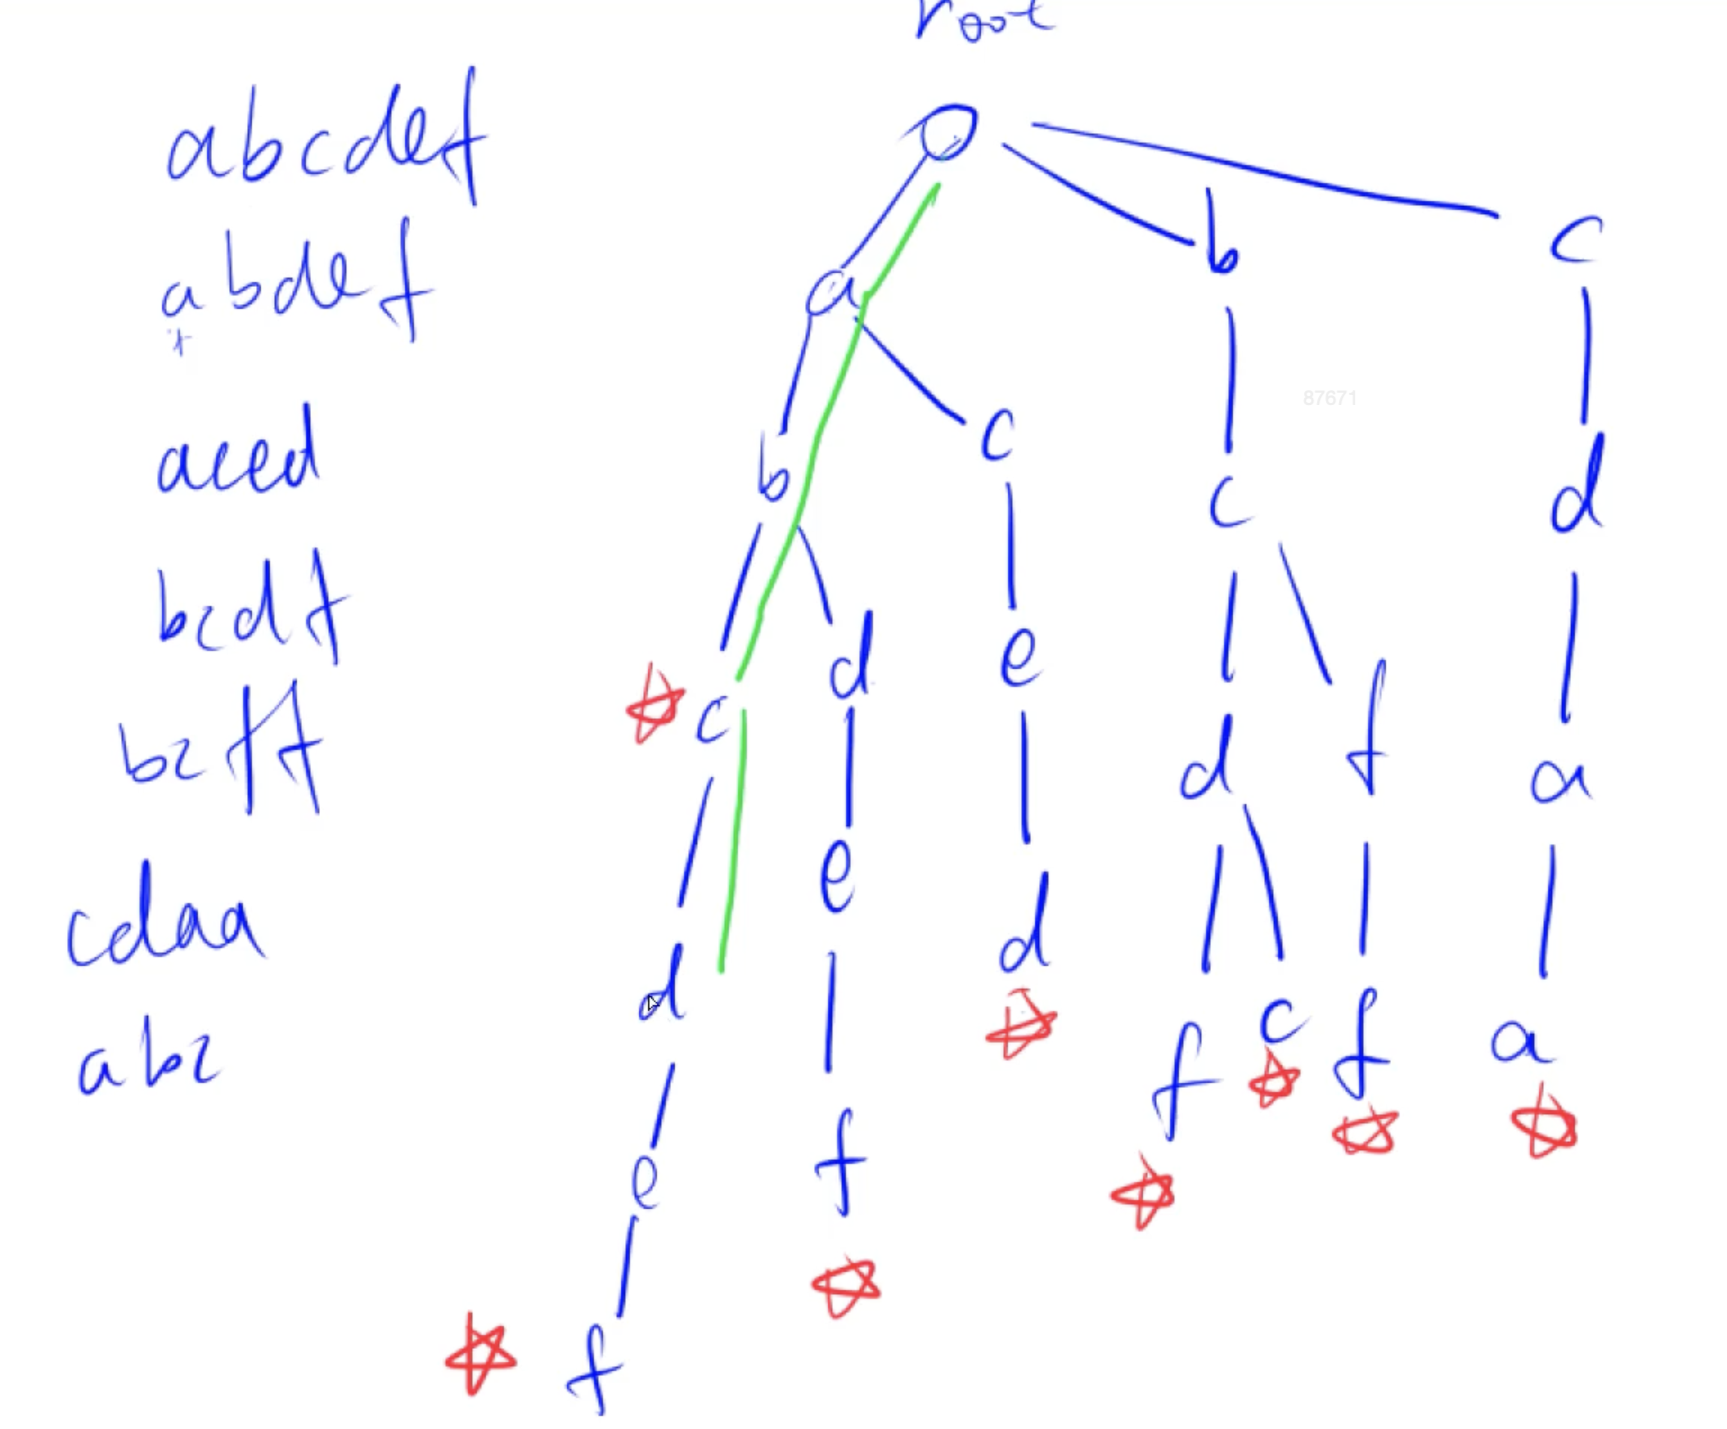 root
abcdef
abdef
aced
bcdf
bcff
cdaa
abc
a b c
b c c d
c d e d
87671
d e d f a
e f f c f a
f